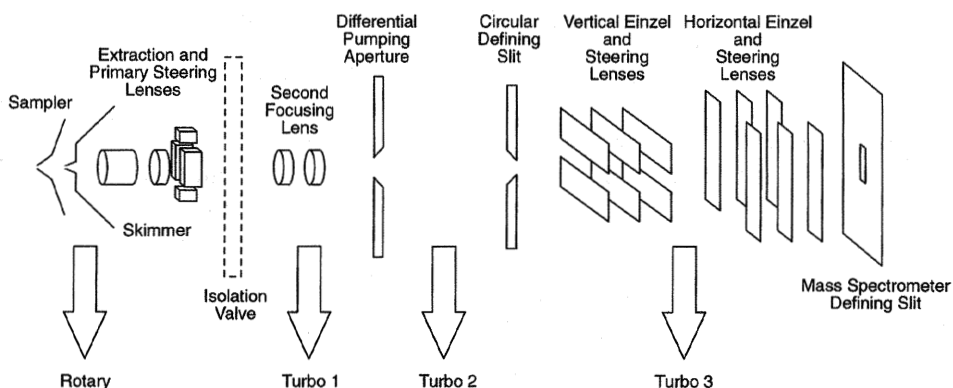 Differential
Pumping
Aperture
Circular
Defining
Slit
Vertical Einzel
and
Steering
Lenses
Horizontal Einzel
and
Steering
Lenses
Extraction and
Primary Steering
Lenses
Second
Focusing
Lens
Sampler
Skimmer
Isolation
Valve
Mass Spectrometer
Defining Slit
Rotary
Turbo 1
Turbo 2
Turbo 3